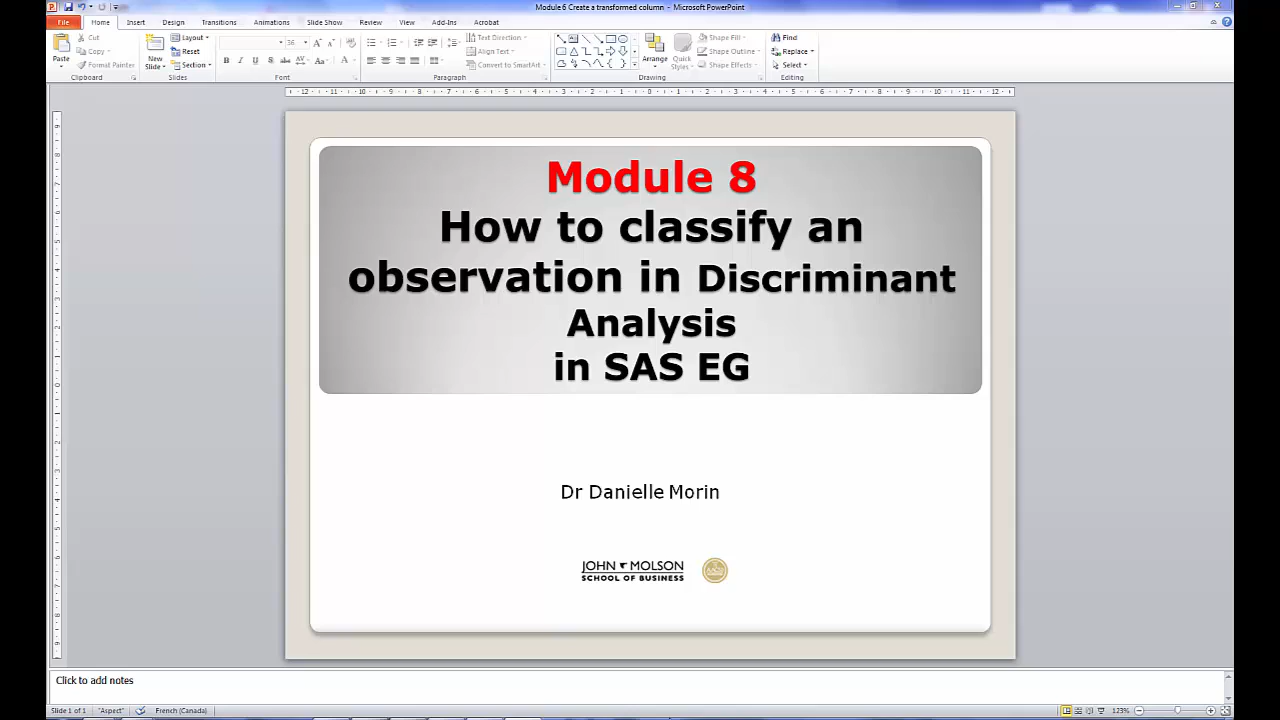 Module 6 Create a transformed column - Microsoft PowerPoint
File Home Insert Design Transitions Animations Slide Show Review View Add-Ins Acrobat
Paste Cut Copy Format Painter
Clipboard
New Slide Layout Reset Section
Slides
36
Font
Text Direction Align Text Convert to SmartArt
Paragraph
Arrange Quick Styles Shape Fill Shape Outline Shape Effects
Drawing
Find Replace Select
Editing
Module 8
How to classify an
observation in Discriminant
Analysis
in SAS EG
Dr Danielle Morin
JOHN MOLSON
SCHOOL OF BUSINESS
Click to add notes
Slide 1 of 1 "Aspect" French (Canada) 123%